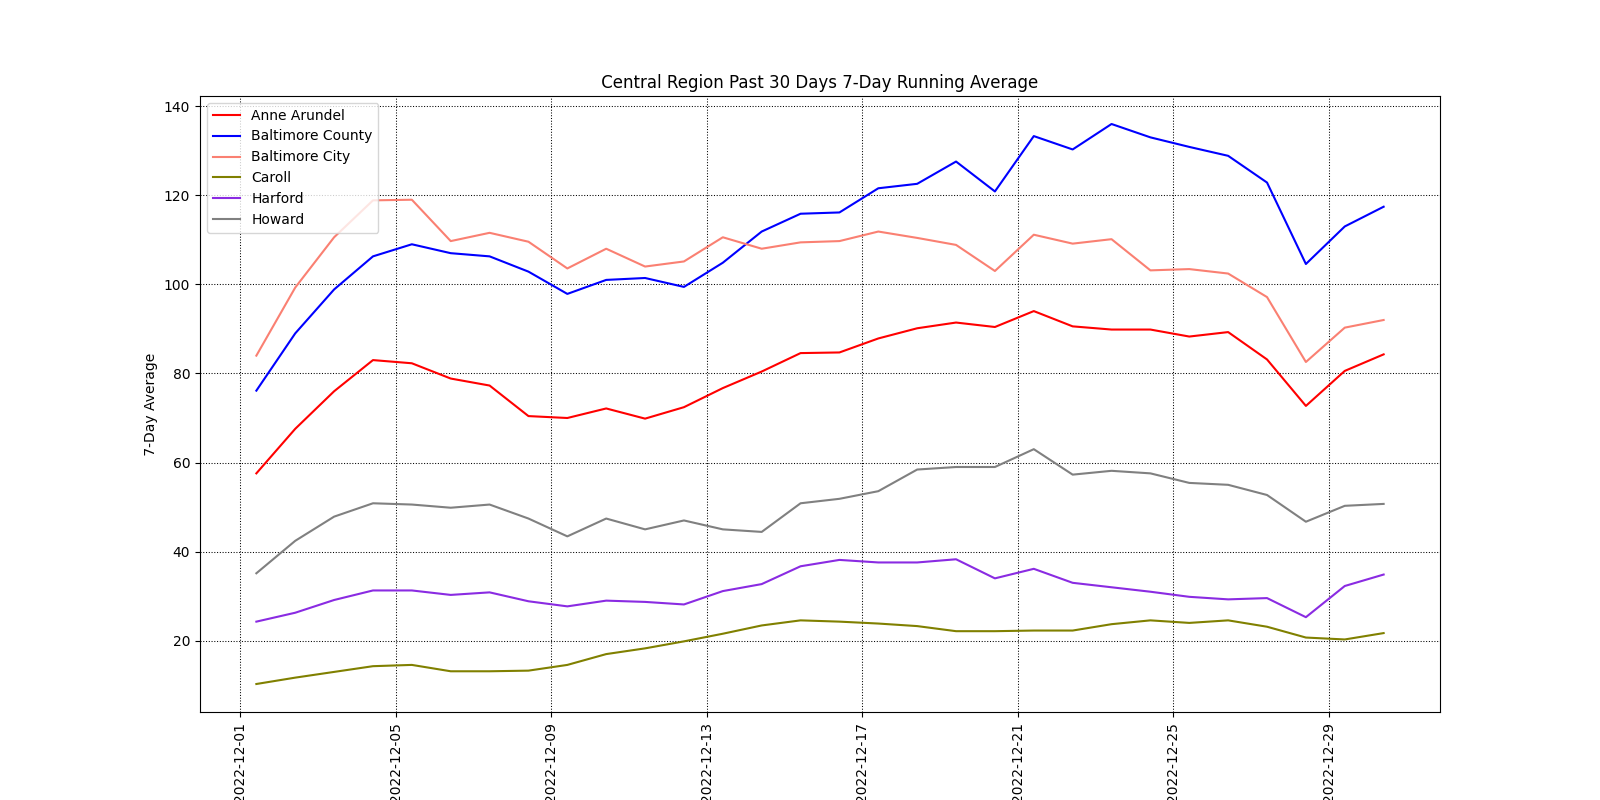 Central Region Past 30 Days 7-Day Running Average
140
120
100
80
60
40
20
7-Day Average
Anne Arundel
Baltimore County
Baltimore City
Caroll
Harford
Howard
2022-12-01
2022-12-05
2022-12-09
2022-12-13
2022-12-17
2022-12-21
2022-12-25
2022-12-29